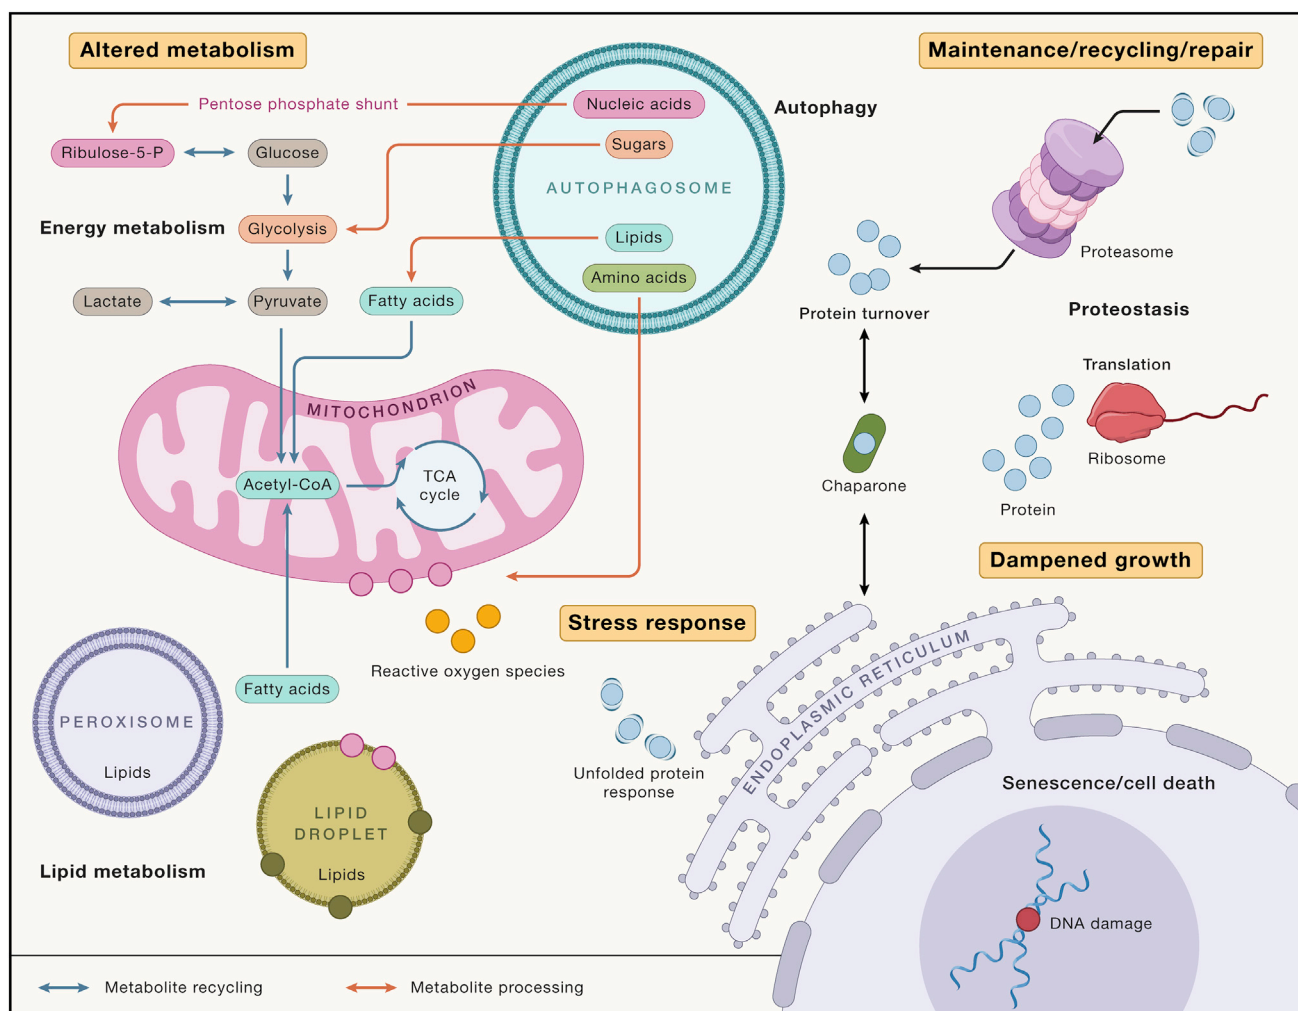 Altered metabolism
Maintenance/recycling/repair
Pentose phosphate shunt
Nucleic acids
Autophagy
Ribulose-5-P
Glucose
Sugars
AUTOPHAGOSOME
Energy metabolism
Glycolysis
Lipids
Amino acids
Proteasome
Lactate
Pyruvate
Fatty acids
Protein turnover
Proteostasis
Translation
MITOCHONDRION
Ribosome
Acetyl-CoA
TCA
cycle
Chaparone
Protein
Dampened growth
Stress response
Reactive oxygen species
Fatty acids
PEROXISOME
Lipids
ENDOPLASMIC RETICULUM
Unfolded protein
response
Senescence/cell death
LIPID
DROPLET
Lipids
Lipid metabolism
DNA damage
Metabolite recycling
Metabolite processing